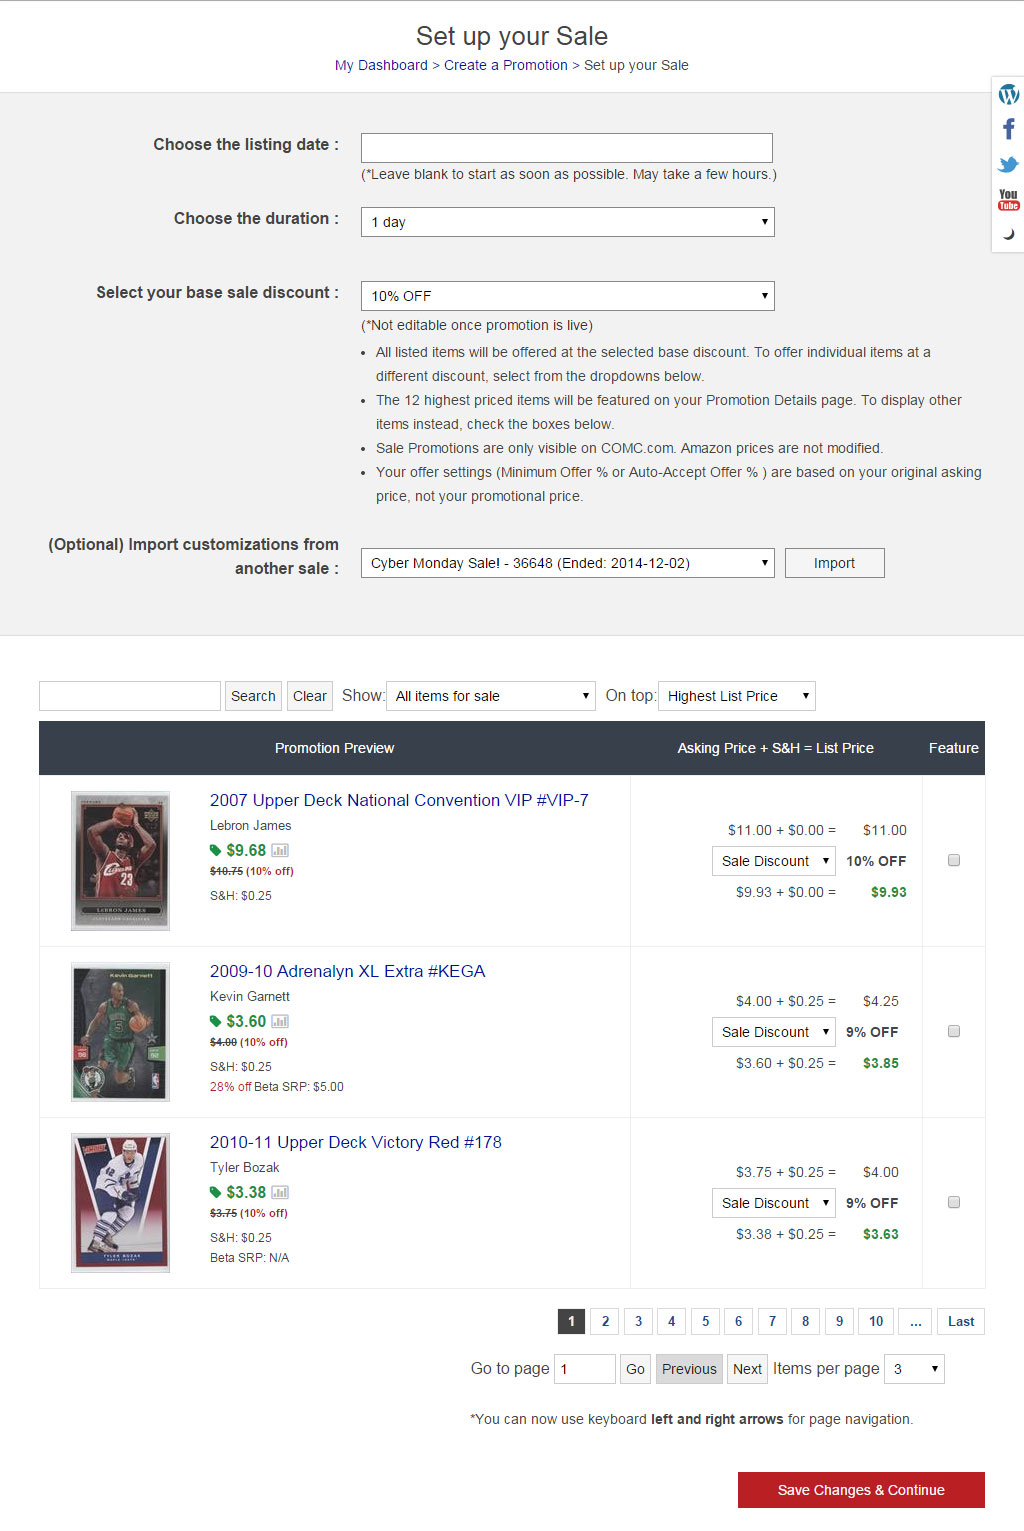 Set up your Sale
My Dashboard > Create a Promotion > Set up your Sale
You
Tube
Choose the listing date :
(*Leave blank to start as soon as possible. May take a few hours.)
Choose the duration :
1 day
Select your base sale discount :
10% OFF
(*Not editable once promotion is live)
• All listed items will be offered at the selected base discount. To offer individual items at a
different discount, select from the dropdowns below.
• The 12 highest priced items will be featured on your Promotion Details page. To display other
items instead, check the boxes below.
• Sale Promotions are only visible on COMC.com. Amazon prices are not modified.
• Your offer settings (Minimum Offer % or Auto-Accept Offer % ) are based on your original asking
price, not your promotional price.
(Optional) Import customizations from
another sale :
Cyber Monday Sale! - 36648 (Ended: 2014-12-02) Import
Search Clear Show: All items for sale On top: Highest List Price
Promotion Preview Asking Price + S&H = List Price Feature
2007 Upper Deck National Convention VIP #VIP-7
Lebron James
$9.68
$10.75 (10% off)
S&H: $0.25
$11.00 + $0.00 = $11.00
Sale Discount 10% OFF
$9.93 + $0.00 = $9.93
23
LeBRON JAMES
2009-10 Adrenalyn XL Extra #KEGA
Kevin Garnett
$3.60
$4.00 (10% off)
S&H: $0.25
28% off Beta SRP: $5.00
$4.00 + $0.25 = $4.25
Sale Discount 9% OFF
$3.60 + $0.25 = $3.85
Kevin Garnett
5
2010-11 Upper Deck Victory Red #178
Tyler Bozak
$3.38
$3.75 (10% off)
S&H: $0.25
Beta SRP: N/A
$3.75 + $0.25 = $4.00
Sale Discount 9% OFF
$3.38 + $0.25 = $3.63
TYLER BOZAK
1 2 3 4 5 6 7 8 9 10 ... Last
Go to page 1 Go Previous Next Items per page 3
*You can now use keyboard left and right arrows for page navigation.
Save Changes & Continue